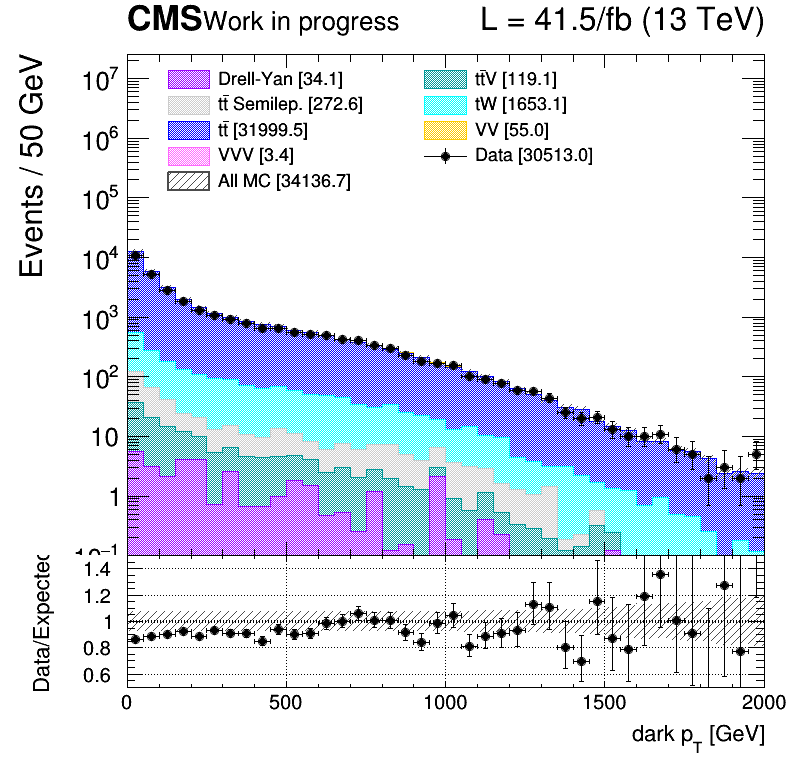 CMS Work in progress L = 41.5/fb (13 TeV)
Events / 50 GeV
10⁷
10⁶
10⁵
10⁴
10³
10²
10
1
10⁻¹
Drell-Yan [34.1]
tt̄ Semilep. [272.6]
tt̄ [31999.5]
VVV [3.4]
All MC [34136.7]
tt̄V [119.1]
tW [1653.1]
VV [55.0]
Data [30513.0]
Data/Expected
1.4
1.2
1
0.8
0.6
0 500 1000 1500 2000
dark p_T [GeV]